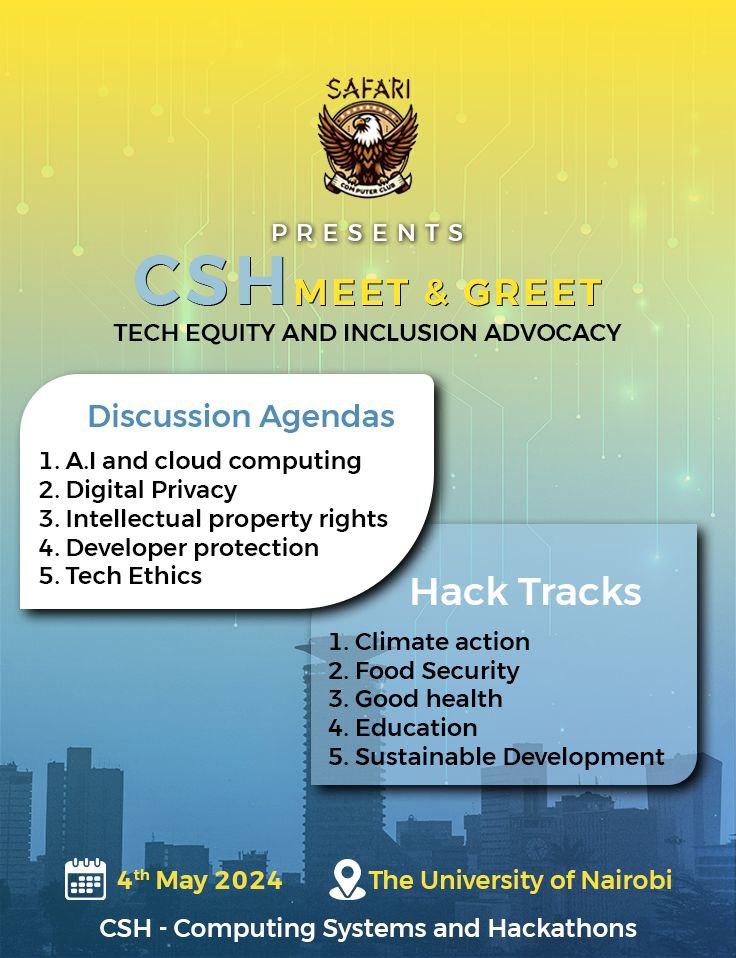 SAFARI
COMPUTER CLUB
PRESENTS
CSH MEET & GREET
TECH EQUITY AND INCLUSION ADVOCACY
Discussion Agendas
1. A.I and cloud computing
2. Digital Privacy
3. Intellectual property rights
4. Developer protection
5. Tech Ethics
Hack Tracks
1. Climate action
2. Food Security
3. Good health
4. Education
5. Sustainable Development
4th May 2024
The University of Nairobi
CSH - Computing Systems and Hackathons